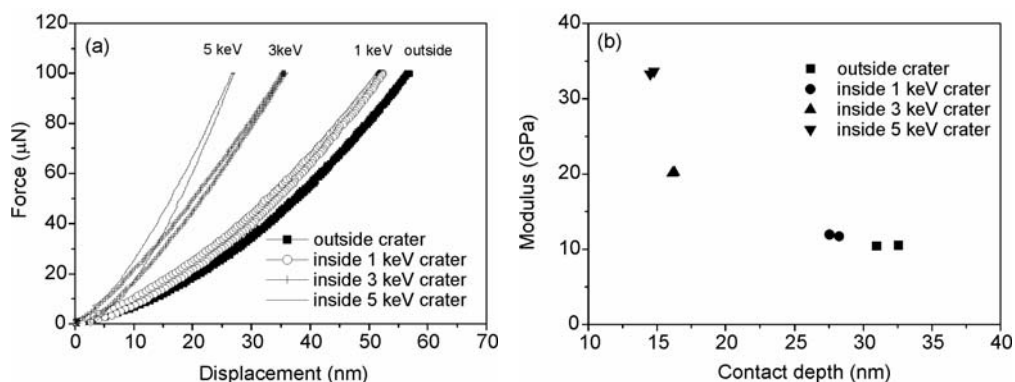 (a)
5 keV 3keV 1 keV outside
120
100
80
60
40
20
0
Force (μN)
outside crater
inside 1 keV crater
inside 3 keV crater
inside 5 keV crater
0 10 20 30 40 50 60 70
Displacement (nm)
(b)
40
30
20
10
0
Modulus (GPa)
outside crater
inside 1 keV crater
inside 3 keV crater
inside 5 keV crater
10 15 20 25 30 35 40
Contact depth (nm)